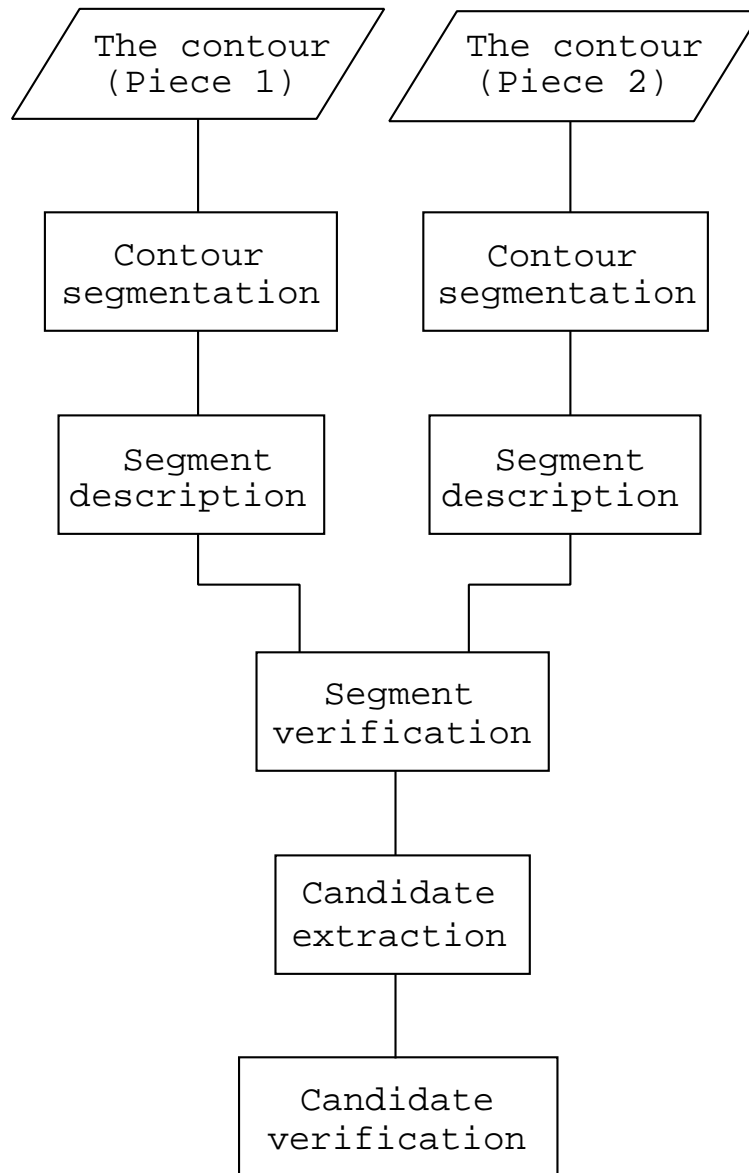 The contour
(Piece 1)
The contour
(Piece 2)
Contour
segmentation
Contour
segmentation
Segment
description
Segment
description
Segment
verification
Candidate
extraction
Candidate
verification